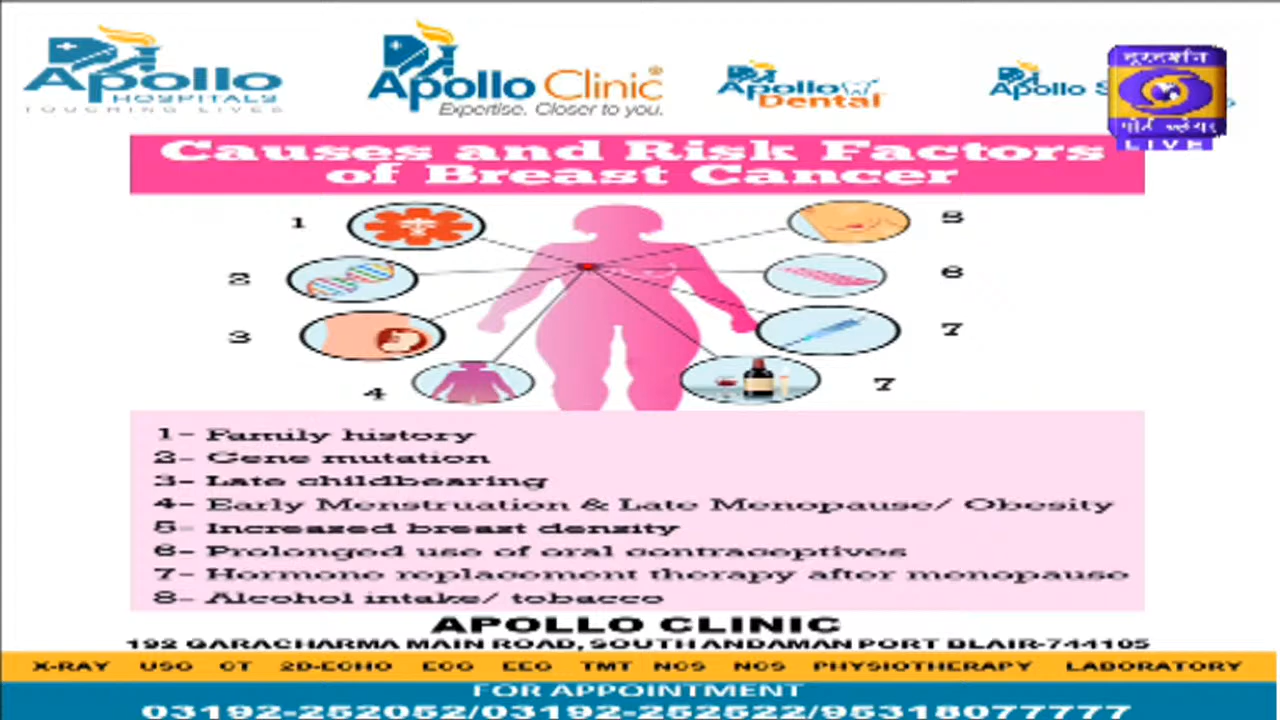 Apollo
HOSPITALS
TOUCHING LIVES
Apollo Clinic®
Expertise. Closer to you.
Apollo
Dental
Apollo S
दूरदर्शन
पोर्ट ब्लेयर
LIVE
Causes and Risk Factors
of Breast Cancer
1
2
3
4
5
6
7
7
1- Family history
2- Gene mutation
3- Late childbearing
4- Early Menstruation & Late Menopause/ Obesity
5- Increased breast density
6- Prolonged use of oral contraceptives
7- Hormone replacement therapy after menopause
8- Alcohol intake/ tobacco
APOLLO CLINIC
192 GARACHARMA MAIN ROAD, SOUTH ANDAMAN PORT BLAIR-744105
X-RAY USG CT 2D-ECHO ECG EEG TMT NCS NCS PHYSIOTHERAPY LABORATORY
FOR APPOINTMENT
03192-252052/03192-252522/95318077777